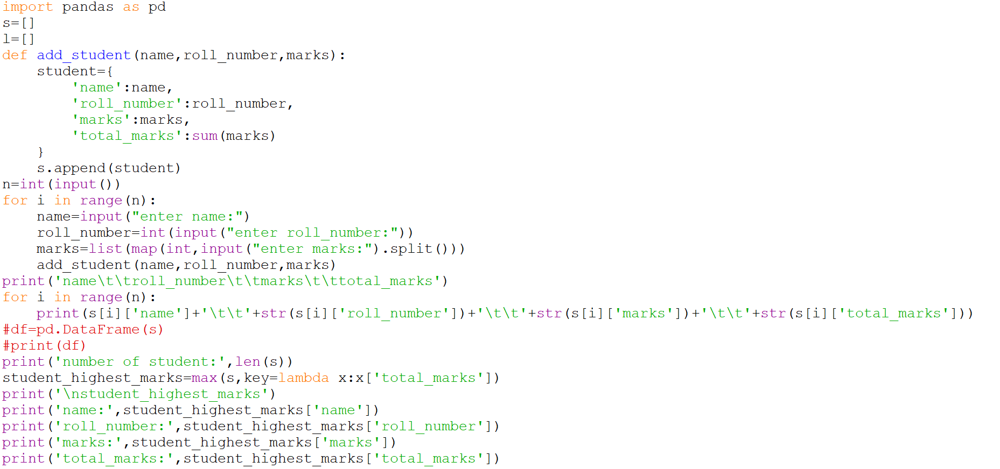 import pandas as pd
s=[]
l=[]
def add_student(name,roll_number,marks):
    student={
        'name':name,
        'roll_number':roll_number,
        'marks':marks,
        'total_marks':sum(marks)
    }
    s.append(student)
n=int(input())
for i in range(n):
    name=input("enter name:")
    roll_number=int(input("enter roll_number:"))
    marks=list(map(int,input("enter marks:").split()))
    add_student(name,roll_number,marks)
print('name\t\troll_number\t\tmarks\t\ttotal_marks')
for i in range(n):
    print(s[i]['name']+'\t\t'+str(s[i]['roll_number'])+'\t\t'+str(s[i]['marks'])+'\t\t'+str(s[i]['total_marks']))
#df=pd.DataFrame(s)
#print(df)
print('number of student:',len(s))
student_highest_marks=max(s,key=lambda x:x['total_marks'])
print('\nstudent_highest_marks')
print('name:',student_highest_marks['name'])
print('roll_number:',student_highest_marks['roll_number'])
print('marks:',student_highest_marks['marks'])
print('total_marks:',student_highest_marks['total_marks'])